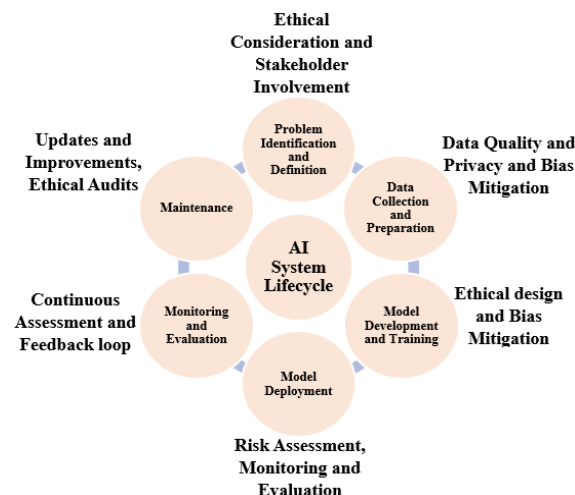 Ethical
Consideration and
Stakeholder
Involvement
Problem
Identification
and
Definition
Updates and
Improvements,
Ethical Audits
Maintenance
Data Quality and
Privacy and Bias
Mitigation
Data
Collection
and
Preparation
AI
System
Lifecycle
Continuous
Assessment and
Feedback loop
Monitoring
and
Evaluation
Ethical design
and Bias
Mitigation
Model
Development
and Training
Model
Deployment
Risk Assessment,
Monitoring and
Evaluation